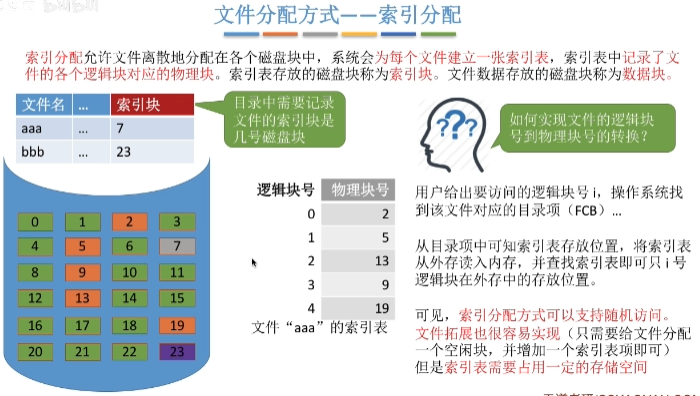 文件分配方式——索引分配
索引分配允许文件离散地分配在各个磁盘块中，系统会为每个文件建立一张索引表，索引表中记录了文
件的各个逻辑块对应的物理块。索引表存放的磁盘块称为索引块。文件数据存放的磁盘块称为数据块。
文件名 ... 索引块
aaa ... 7
bbb ... 23
目录中需要记录
文件的索引块是
几号磁盘块
如何实现文件的逻辑块
号到物理块号的转换？
0 1 2 3
4 5 6 7
8 9 10 11
12 13 14 15
16 17 18 19
20 21 22 23
逻辑块号 物理块号
0 2
1 5
2 13
3 9
4 19
文件“aaa”的索引表
用户给出要访问的逻辑块号 i，操作系统找
到该文件对应的目录项（FCB）...
从目录项中可知索引表存放位置，将索引表
从外存读入内存，并查找索引表即可只 i 号
逻辑块在外存中的存放位置。
可见，索引分配方式可以支持随机访问。
文件拓展也很容易实现（只需要给文件分配
一个空闲块，并增加一个索引表项即可）
但是索引表需要占用一定的存储空间